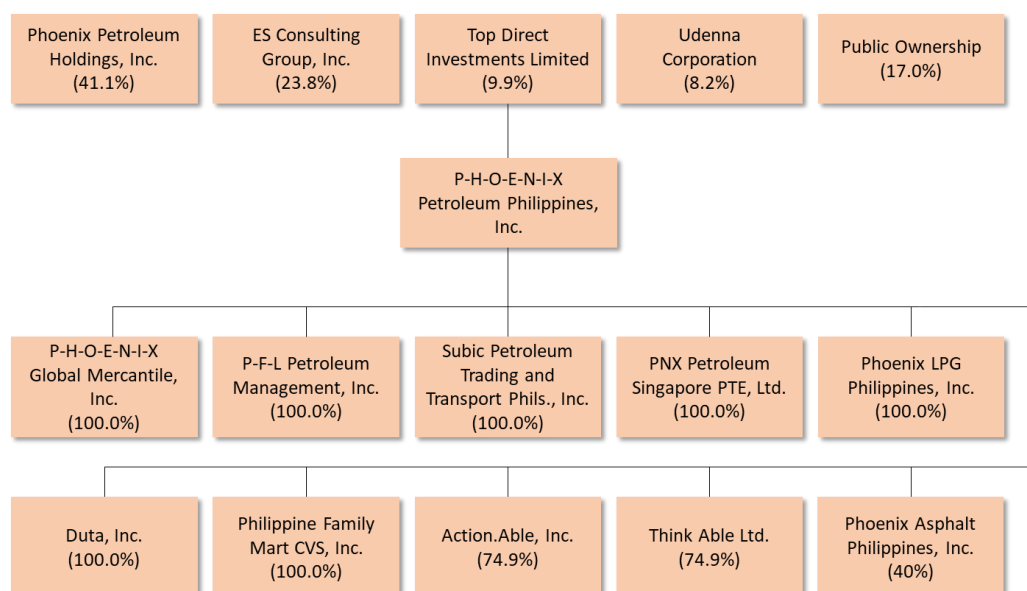 Phoenix Petroleum
Holdings, Inc.
(41.1%)
ES Consulting
Group, Inc.
(23.8%)
Top Direct
Investments Limited
(9.9%)
Udenna
Corporation
(8.2%)
Public Ownership
(17.0%)
P-H-O-E-N-I-X
Petroleum Philippines,
Inc.
P-H-O-E-N-I-X
Global Mercantile,
Inc.
(100.0%)
P-F-L Petroleum
Management, Inc.
(100.0%)
Subic Petroleum
Trading and
Transport Phils., Inc.
(100.0%)
PNX Petroleum
Singapore PTE, Ltd.
(100.0%)
Phoenix LPG
Philippines, Inc.
(100.0%)
Duta, Inc.
(100.0%)
Philippine Family
Mart CVS, Inc.
(100.0%)
Action.Able, Inc.
(74.9%)
Think Able Ltd.
(74.9%)
Phoenix Asphalt
Philippines, Inc.
(40%)